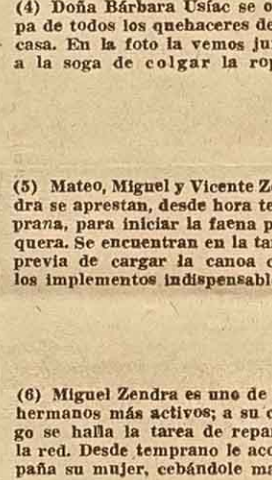 (4) Doña Bárbara Usíac se o
pa de todos los quehaceres de
casa. En la foto la vemos ju
a la soga de colgar la rop
(5) Mateo, Miguel y Vicente Ze
dra se aprestan, desde hora te
prana, para iniciar la faena p
quera. Se encuentran en la ta
previa de cargar la canoa c
los implementos indispensabl
(6) Miguel Zendra es uno de
hermanos más activos; a su c
go se halla la tarea de repa
la red. Desde temprano le aco
paña su mujer, cebándole ma